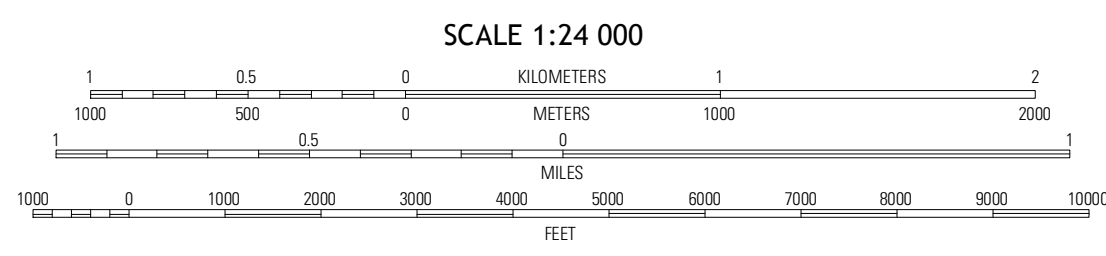 SCALE 1:24 000
1 0.5 0 KILOMETERS 1 2
1000 500 0 METERS 1000 2000
1 0.5 0 1
MILES
1000 0 1000 2000 3000 4000 5000 6000 7000 8000 9000 10000
FEET